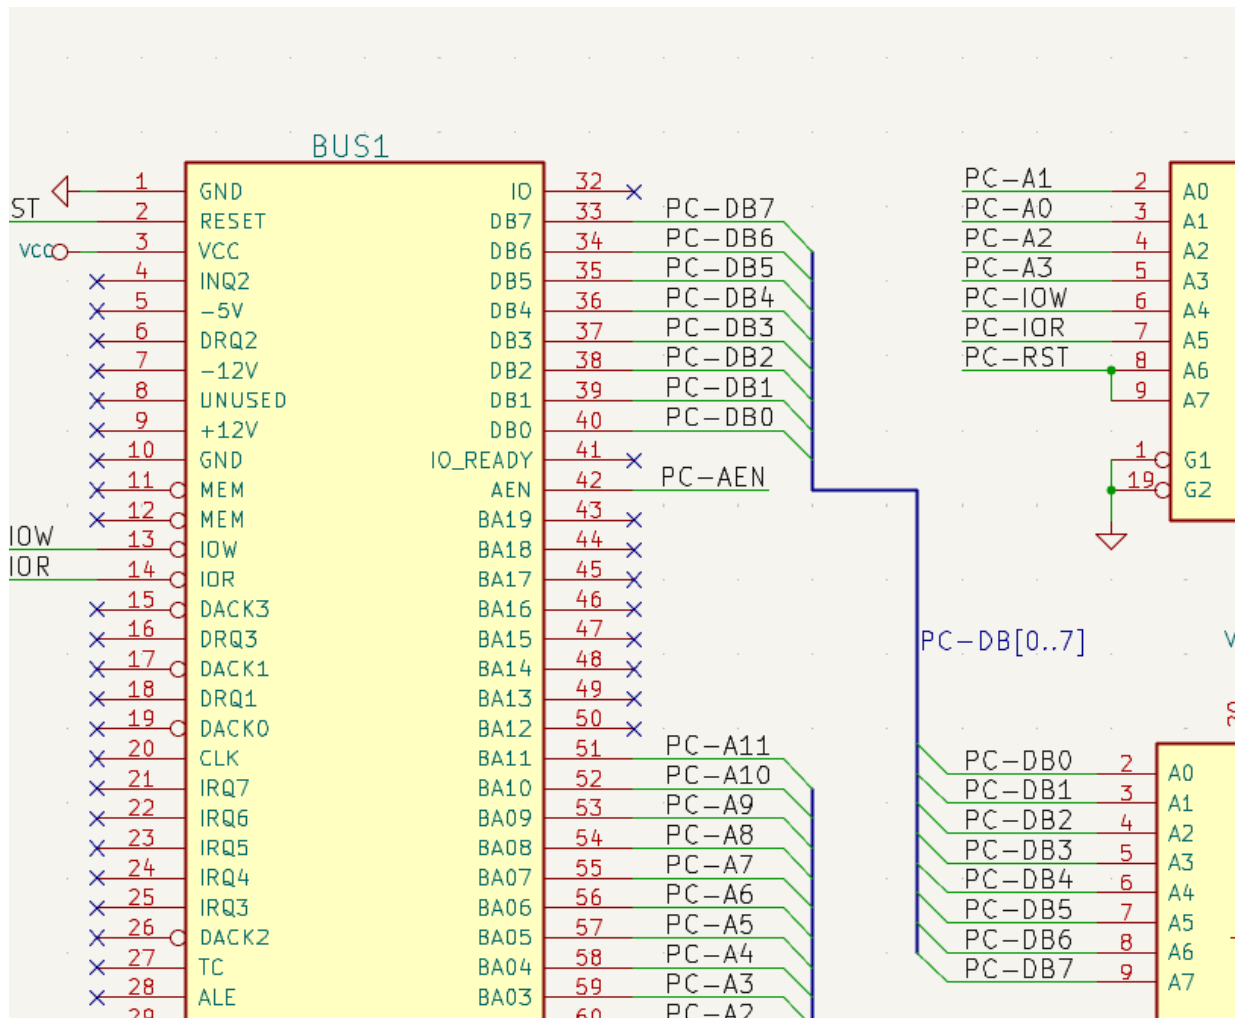 BUS1
1 GND IO 32
ST 2 RESET DB7 33 PC-DB7
VCC 3 VCC DB6 34 PC-DB6
4 INQ2 DB5 35 PC-DB5
5 -5V DB4 36 PC-DB4
6 DRQ2 DB3 37 PC-DB3
7 -12V DB2 38 PC-DB2
8 UNUSED DB1 39 PC-DB1
9 +12V DB0 40 PC-DB0
10 GND IO_READY 41
11 MEM AEN 42 PC-AEN
12 MEM BA19 43
IOW 13 IOW BA18 44
IOR 14 IOR BA17 45
15 DACK3 BA16 46
16 DRQ3 BA15 47
17 DACK1 BA14 48
18 DRQ1 BA13 49
19 DACK0 BA12 50
20 CLK BA11 51 PC-A11
21 IRQ7 BA10 52 PC-A10
22 IRQ6 BA09 53 PC-A9
23 IRQ5 BA08 54 PC-A8
24 IRQ4 BA07 55 PC-A7
25 IRQ3 BA06 56 PC-A6
26 DACK2 BA05 57 PC-A5
27 TC BA04 58 PC-A4
28 ALE BA03 59 PC-A3
29 60 PC-A2
PC-A1 2 A0
PC-A0 3 A1
PC-A2 4 A2
PC-A3 5 A3
PC-IOW 6 A4
PC-IOR 7 A5
PC-RST 8 A6
9 A7
1 G1
19 G2
PC-DB[0..7]
V
PC-DB0 2 A0
PC-DB1 3 A1
PC-DB2 4 A2
PC-DB3 5 A3
PC-DB4 6 A4
PC-DB5 7 A5
PC-DB6 8 A6
PC-DB7 9 A7